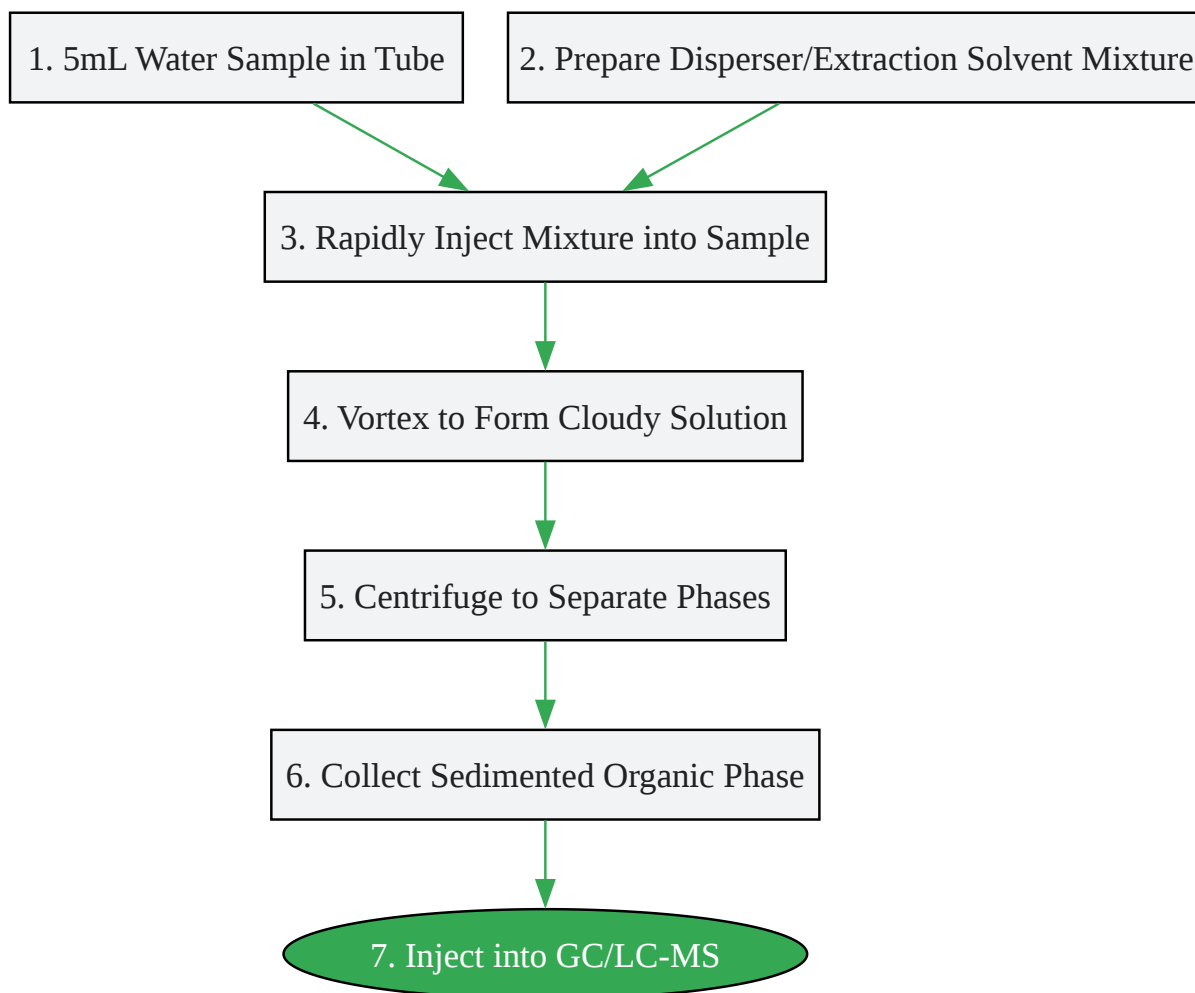 1. 5mL Water Sample in Tube
2. Prepare Disperser/Extraction Solvent Mixture
3. Rapidly Inject Mixture into Sample
4. Vortex to Form Cloudy Solution
5. Centrifuge to Separate Phases
6. Collect Sedimented Organic Phase
7. Inject into GC/LC-MS